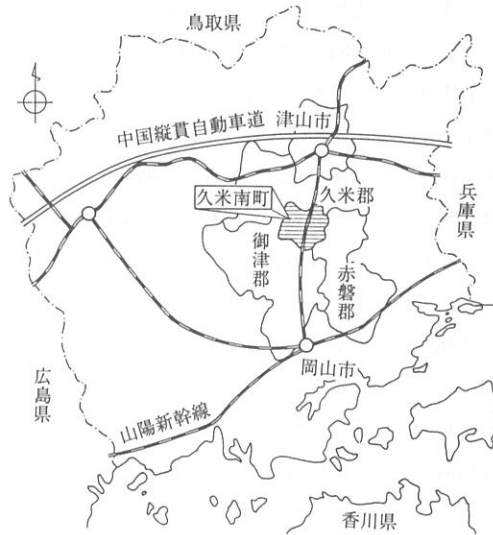 鳥取県
中国縦貫自動車道
津山市
久米南町
久米郡
兵庫県
御津郡
赤磐郡
岡山市
広島県
山陽新幹線
香川県